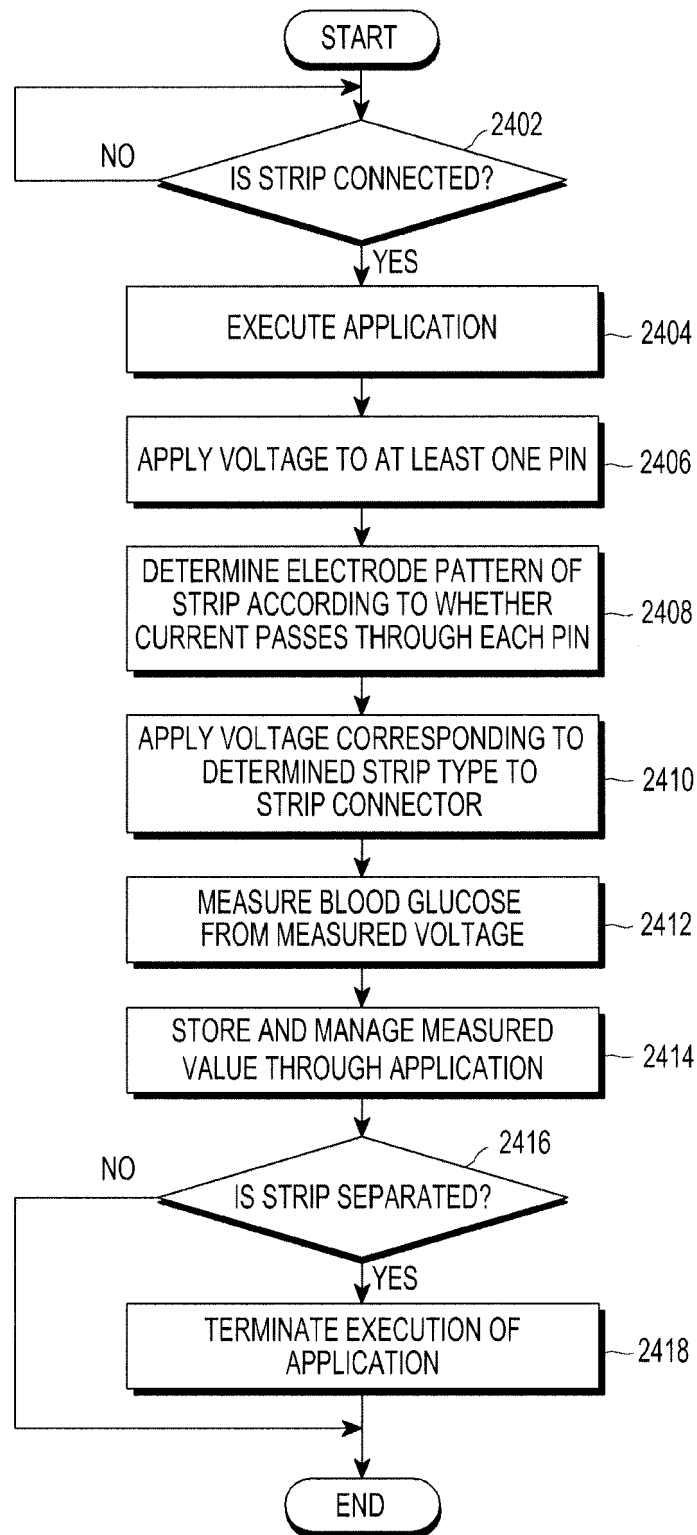 START
2402
NO
IS STRIP CONNECTED?
YES
EXECUTE APPLICATION
2404
APPLY VOLTAGE TO AT LEAST ONE PIN
2406
DETERMINE ELECTRODE PATTERN OF
STRIP ACCORDING TO WHETHER
CURRENT PASSES THROUGH EACH PIN
2408
APPLY VOLTAGE CORRESPONDING TO
DETERMINED STRIP TYPE TO
STRIP CONNECTOR
2410
MEASURE BLOOD GLUCOSE
FROM MEASURED VOLTAGE
2412
STORE AND MANAGE MEASURED
VALUE THROUGH APPLICATION
2414
2416
NO
IS STRIP SEPARATED?
YES
TERMINATE EXECUTION OF
APPLICATION
2418
END